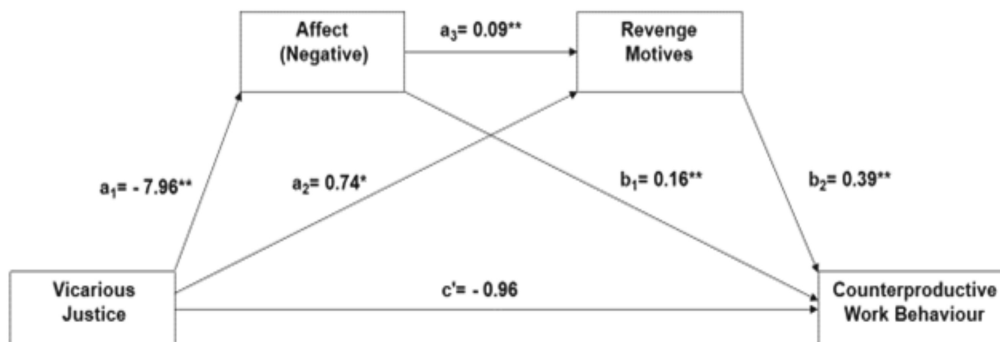 Affect
(Negative)
a₃= 0.09**
Revenge
Motives
a₁= - 7.96**
a₂= 0.74*
b₁= 0.16**
b₂= 0.39**
Vicarious
Justice
c'= - 0.96
Counterproductive
Work Behaviour